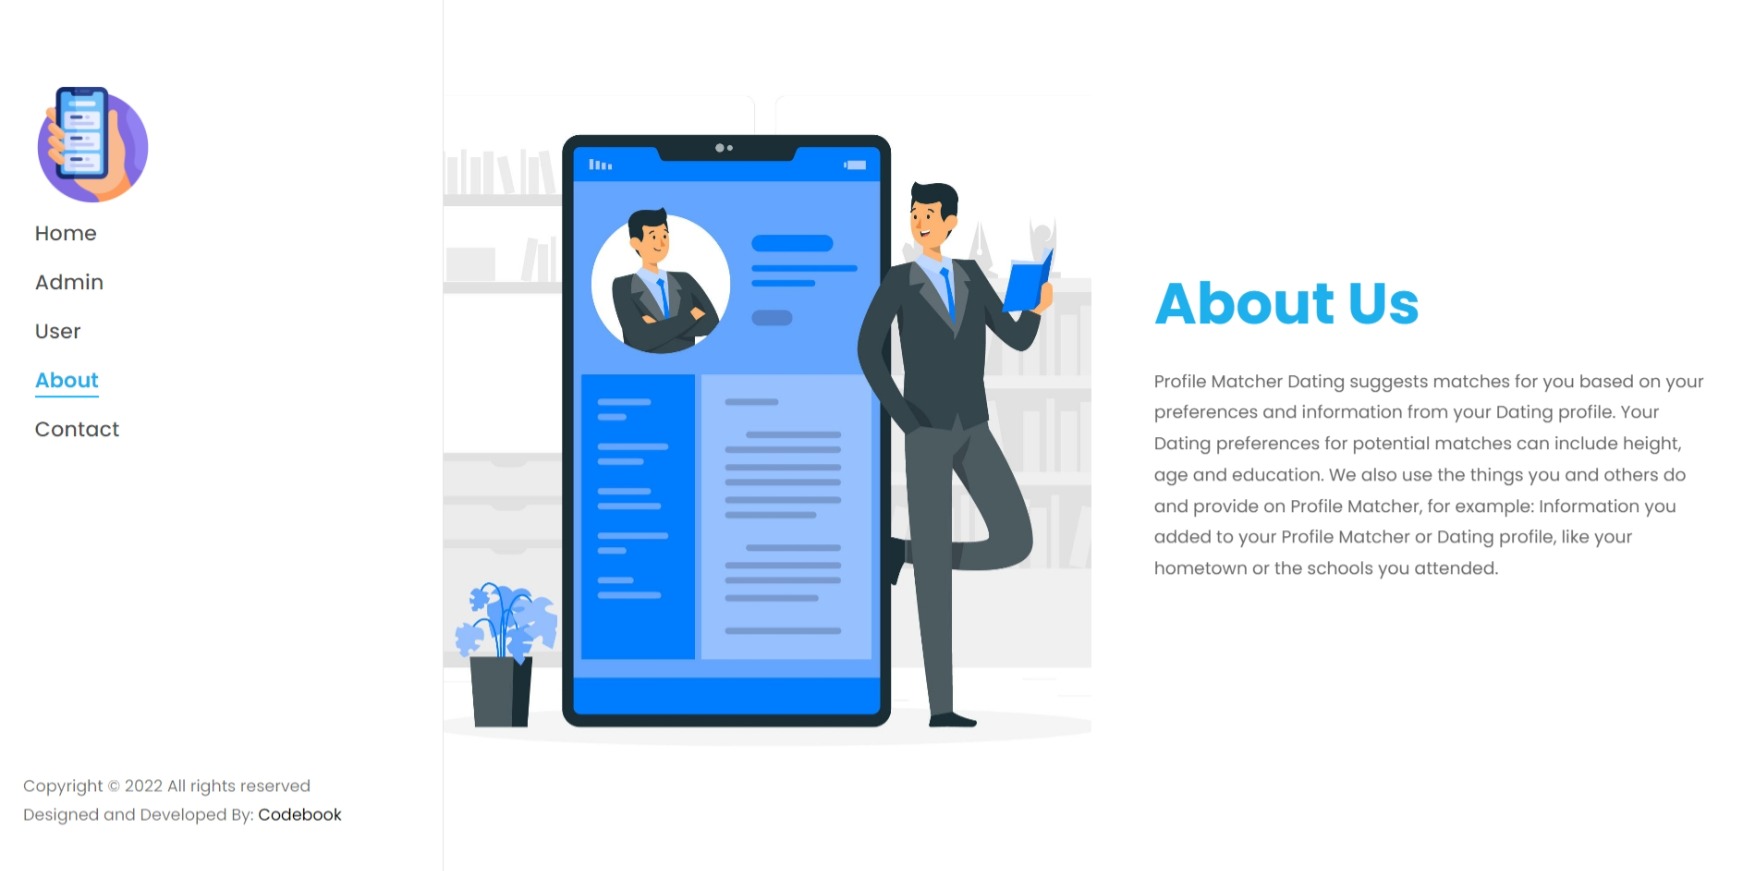 Home
Admin
User
About
Contact
Copyright © 2022 All rights reserved
Designed and Developed By: Codebook
About Us
Profile Matcher Dating suggests matches for you based on your
preferences and information from your Dating profile. Your
Dating preferences for potential matches can include height,
age and education. We also use the things you and others do
and provide on Profile Matcher, for example: Information you
added to your Profile Matcher or Dating profile, like your
hometown or the schools you attended.